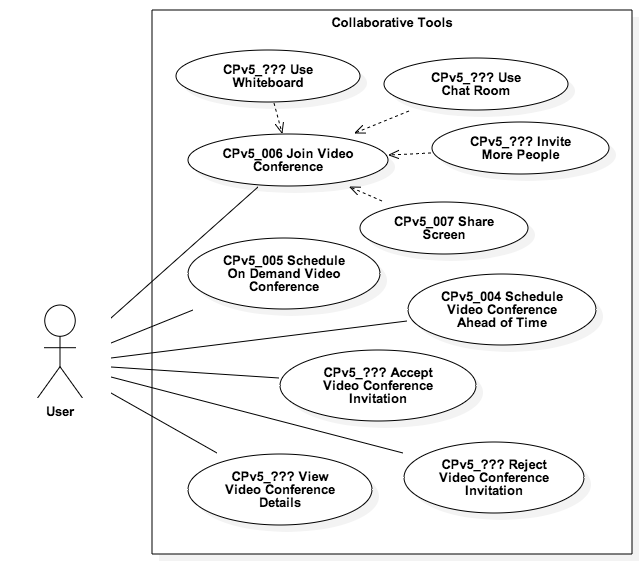 Collaborative Tools
CPv5_??? Use
Whiteboard
CPv5_??? Use
Chat Room
CPv5_006 Join Video
Conference
CPv5_??? Invite
More People
CPv5_007 Share
Screen
CPv5_005 Schedule
On Demand Video
Conference
CPv5_004 Schedule
Video Conference
Ahead of Time
CPv5_??? Accept
Video Conference
Invitation
User
CPv5_??? View
Video Conference
Details
CPv5_??? Reject
Video Conference
Invitation